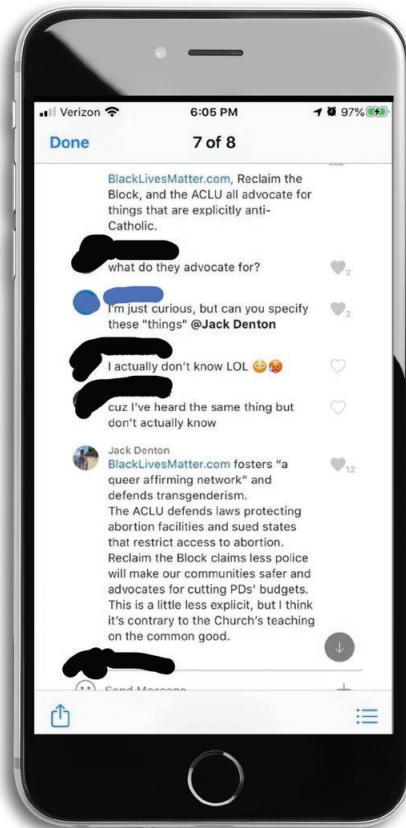 Verizon 6:05 PM 97%
Done 7 of 8
BlackLivesMatter.com, Reclaim the
Block, and the ACLU all advocate for
things that are explicitly anti-
Catholic.
what do they advocate for?
2
I'm just curious, but can you specify
these "things" @Jack Denton
2
I actually don't know LOL 😳🥵
cuz I've heard the same thing but
don't actually know
Jack Denton
BlackLivesMatter.com fosters "a
queer affirming network" and
defends transgenderism.
The ACLU defends laws protecting
abortion facilities and sued states
that restrict access to abortion.
Reclaim the Block claims less police
will make our communities safer and
advocates for cutting PDs' budgets.
This is a little less explicit, but I think
it's contrary to the Church's teaching
on the common good.
12
Send Message